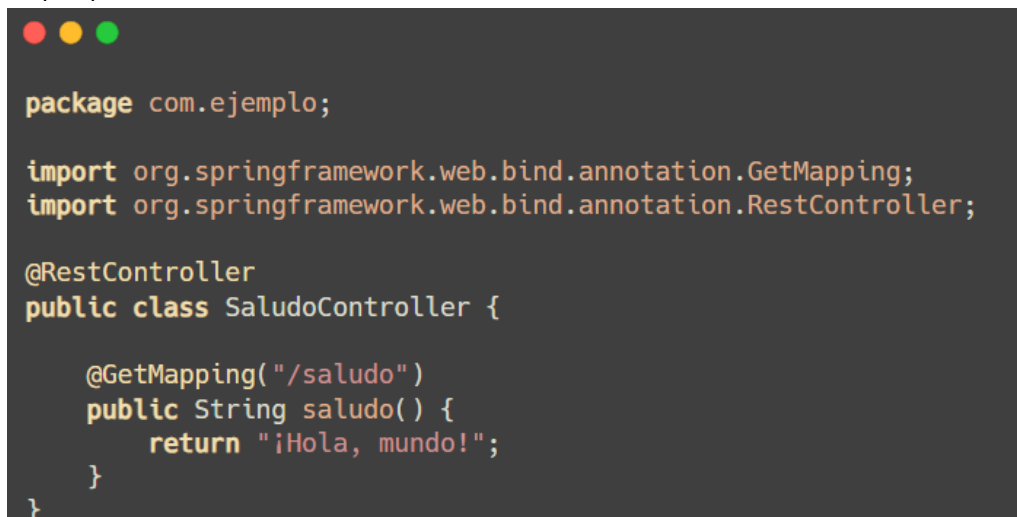 package com.ejemplo;
import org.springframework.web.bind.annotation.GetMapping;
import org.springframework.web.bind.annotation.RestController;
@RestController
public class SaludoController {
@GetMapping("/saludo")
public String saludo() {
return "¡Hola, mundo!";
}
}